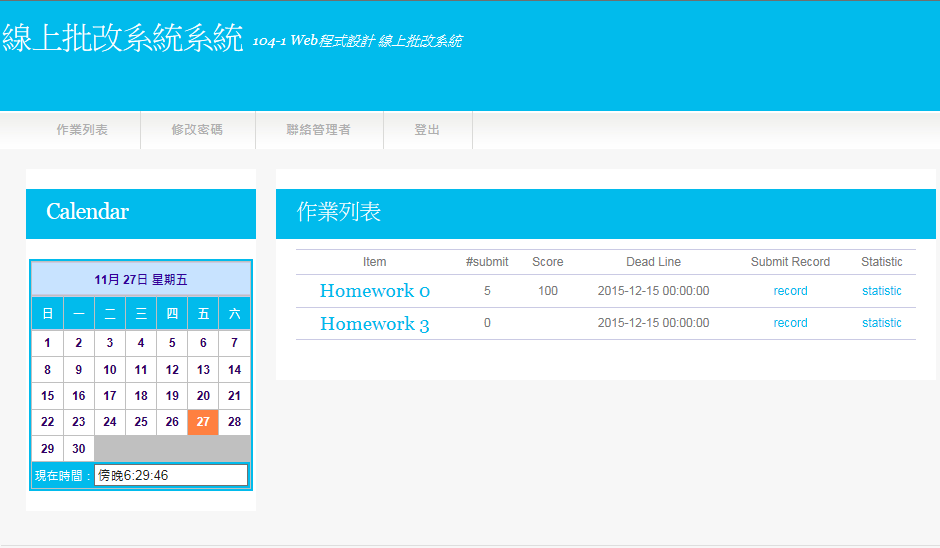 線上批改系統系統 104-1 Web程式設計 線上批改系統
作業列表 修改密碼 聯絡管理者 登出
Calendar
11月 27日 星期五
日 一 二 三 四 五 六
1 2 3 4 5 6 7
8 9 10 11 12 13 14
15 16 17 18 19 20 21
22 23 24 25 26 27 28
29 30
現在時間： 傍晚6:29:46
作業列表
Item #submit Score Dead Line Submit Record Statistic
Homework 0 5 100 2015-12-15 00:00:00 record statistic
Homework 3 0 2015-12-15 00:00:00 record statistic